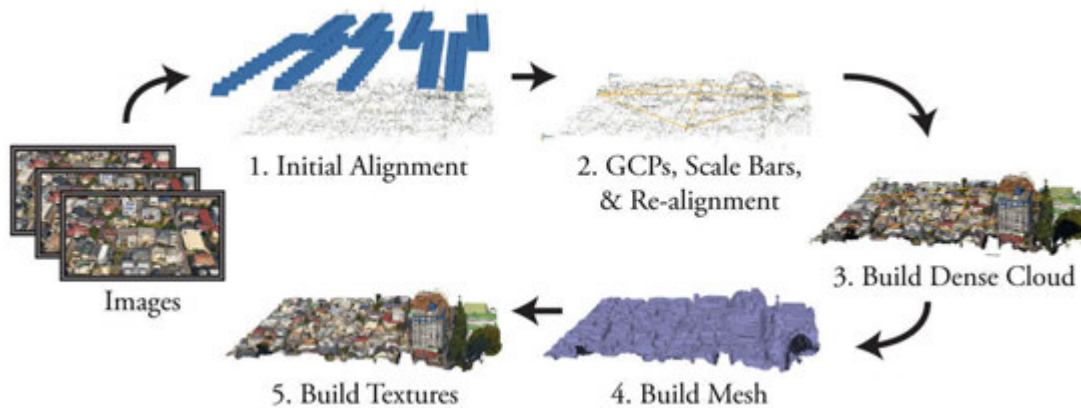 1. Initial Alignment
2. GCPs, Scale Bars,
& Re-alignment
3. Build Dense Cloud
Images
5. Build Textures
4. Build Mesh